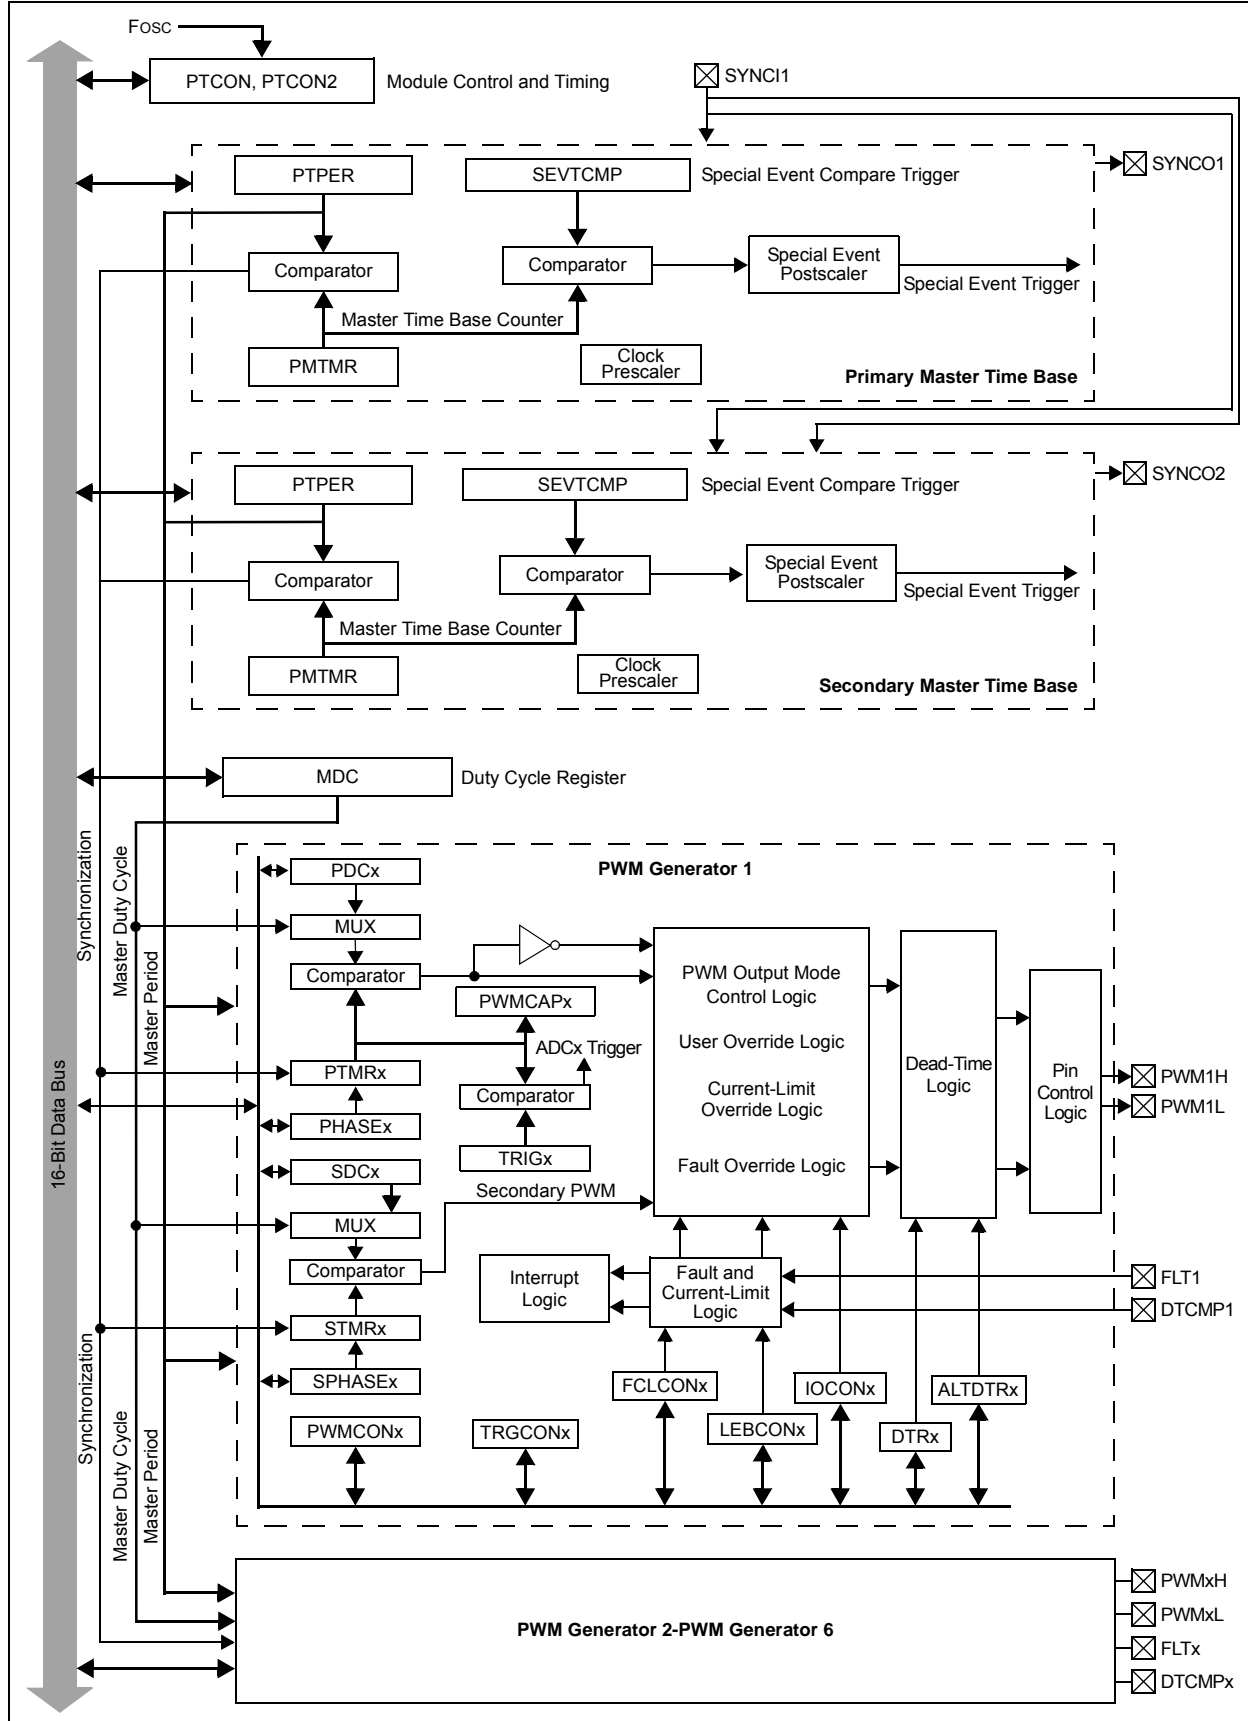 FOSC
PTCON, PTCON2
Module Control and Timing
SYNCI1
PTPER
SEVTCMP
Special Event Compare Trigger
SYNCO1
Comparator
Comparator
Special Event
Postscaler
Special Event Trigger
Master Time Base Counter
PMTMR
Clock
Prescaler
Primary Master Time Base
PTPER
SEVTCMP
Special Event Compare Trigger
SYNCO2
Comparator
Comparator
Special Event
Postscaler
Special Event Trigger
Master Time Base Counter
PMTMR
Clock
Prescaler
Secondary Master Time Base
MDC
Duty Cycle Register
16-Bit Data Bus
Synchronization
Master Duty Cycle
Master Period
PWM Generator 1
PDCx
MUX
Comparator
PWMCAPx
ADCx Trigger
PTMRx
Comparator
PHASEx
TRIGx
SDCx
Secondary PWM
MUX
Comparator
STMRx
SPHASEx
PWM Output Mode
Control Logic
User Override Logic
Current-Limit
Override Logic
Fault Override Logic
Dead-Time
Logic
Pin
Control
Logic
PWM1H
PWM1L
Interrupt
Logic
Fault and
Current-Limit
Logic
FLT1
DTCMP1
Synchronization
Master Duty Cycle
Master Period
PWMCONx
TRGCONx
FCLCONx
LEBCONx
IOCONx
DTRx
ALTDTRx
PWM Generator 2-PWM Generator 6
PWMxH
PWMxL
FLTx
DTCMPx